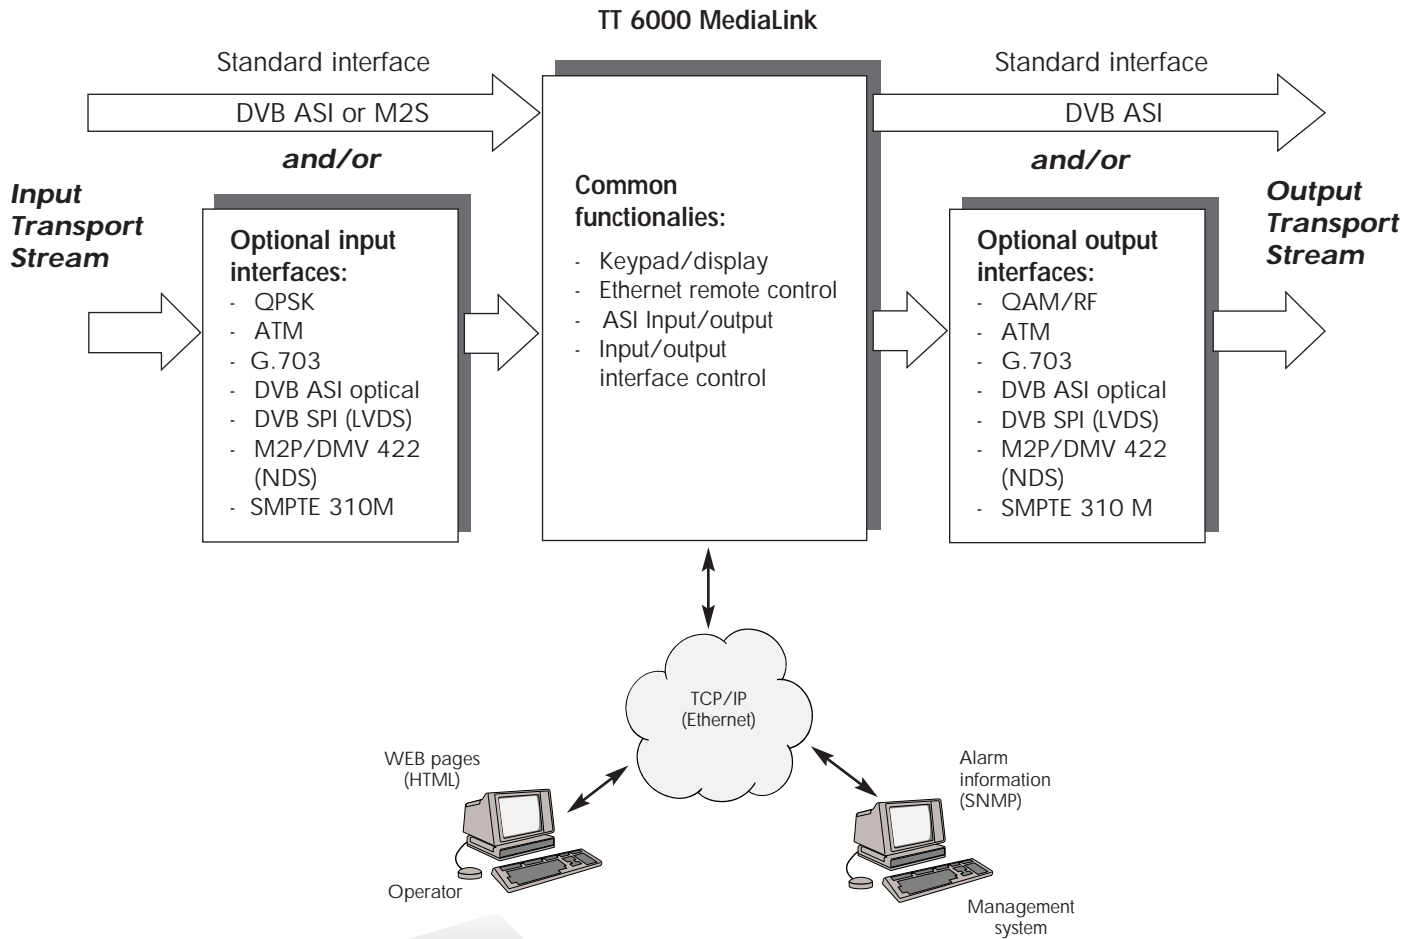 TT 6000 MediaLink
Standard interface
DVB ASI or M2S
and/or
Input
Transport
Stream
Optional input
interfaces:
- QPSK
- ATM
- G.703
- DVB ASI optical
- DVB SPI (LVDS)
- M2P/DMV 422
(NDS)
- SMPTE 310M
Common
functionalies:
- Keypad/display
- Ethernet remote control
- ASI Input/output
- Input/output
interface control
Standard interface
DVB ASI
and/or
Optional output
interfaces:
- QAM/RF
- ATM
- G.703
- DVB ASI optical
- DVB SPI (LVDS)
- M2P/DMV 422
(NDS)
- SMPTE 310 M
Output
Transport
Stream
TCP/IP
(Ethernet)
WEB pages
(HTML)
Operator
Alarm
information
(SNMP)
Management
system